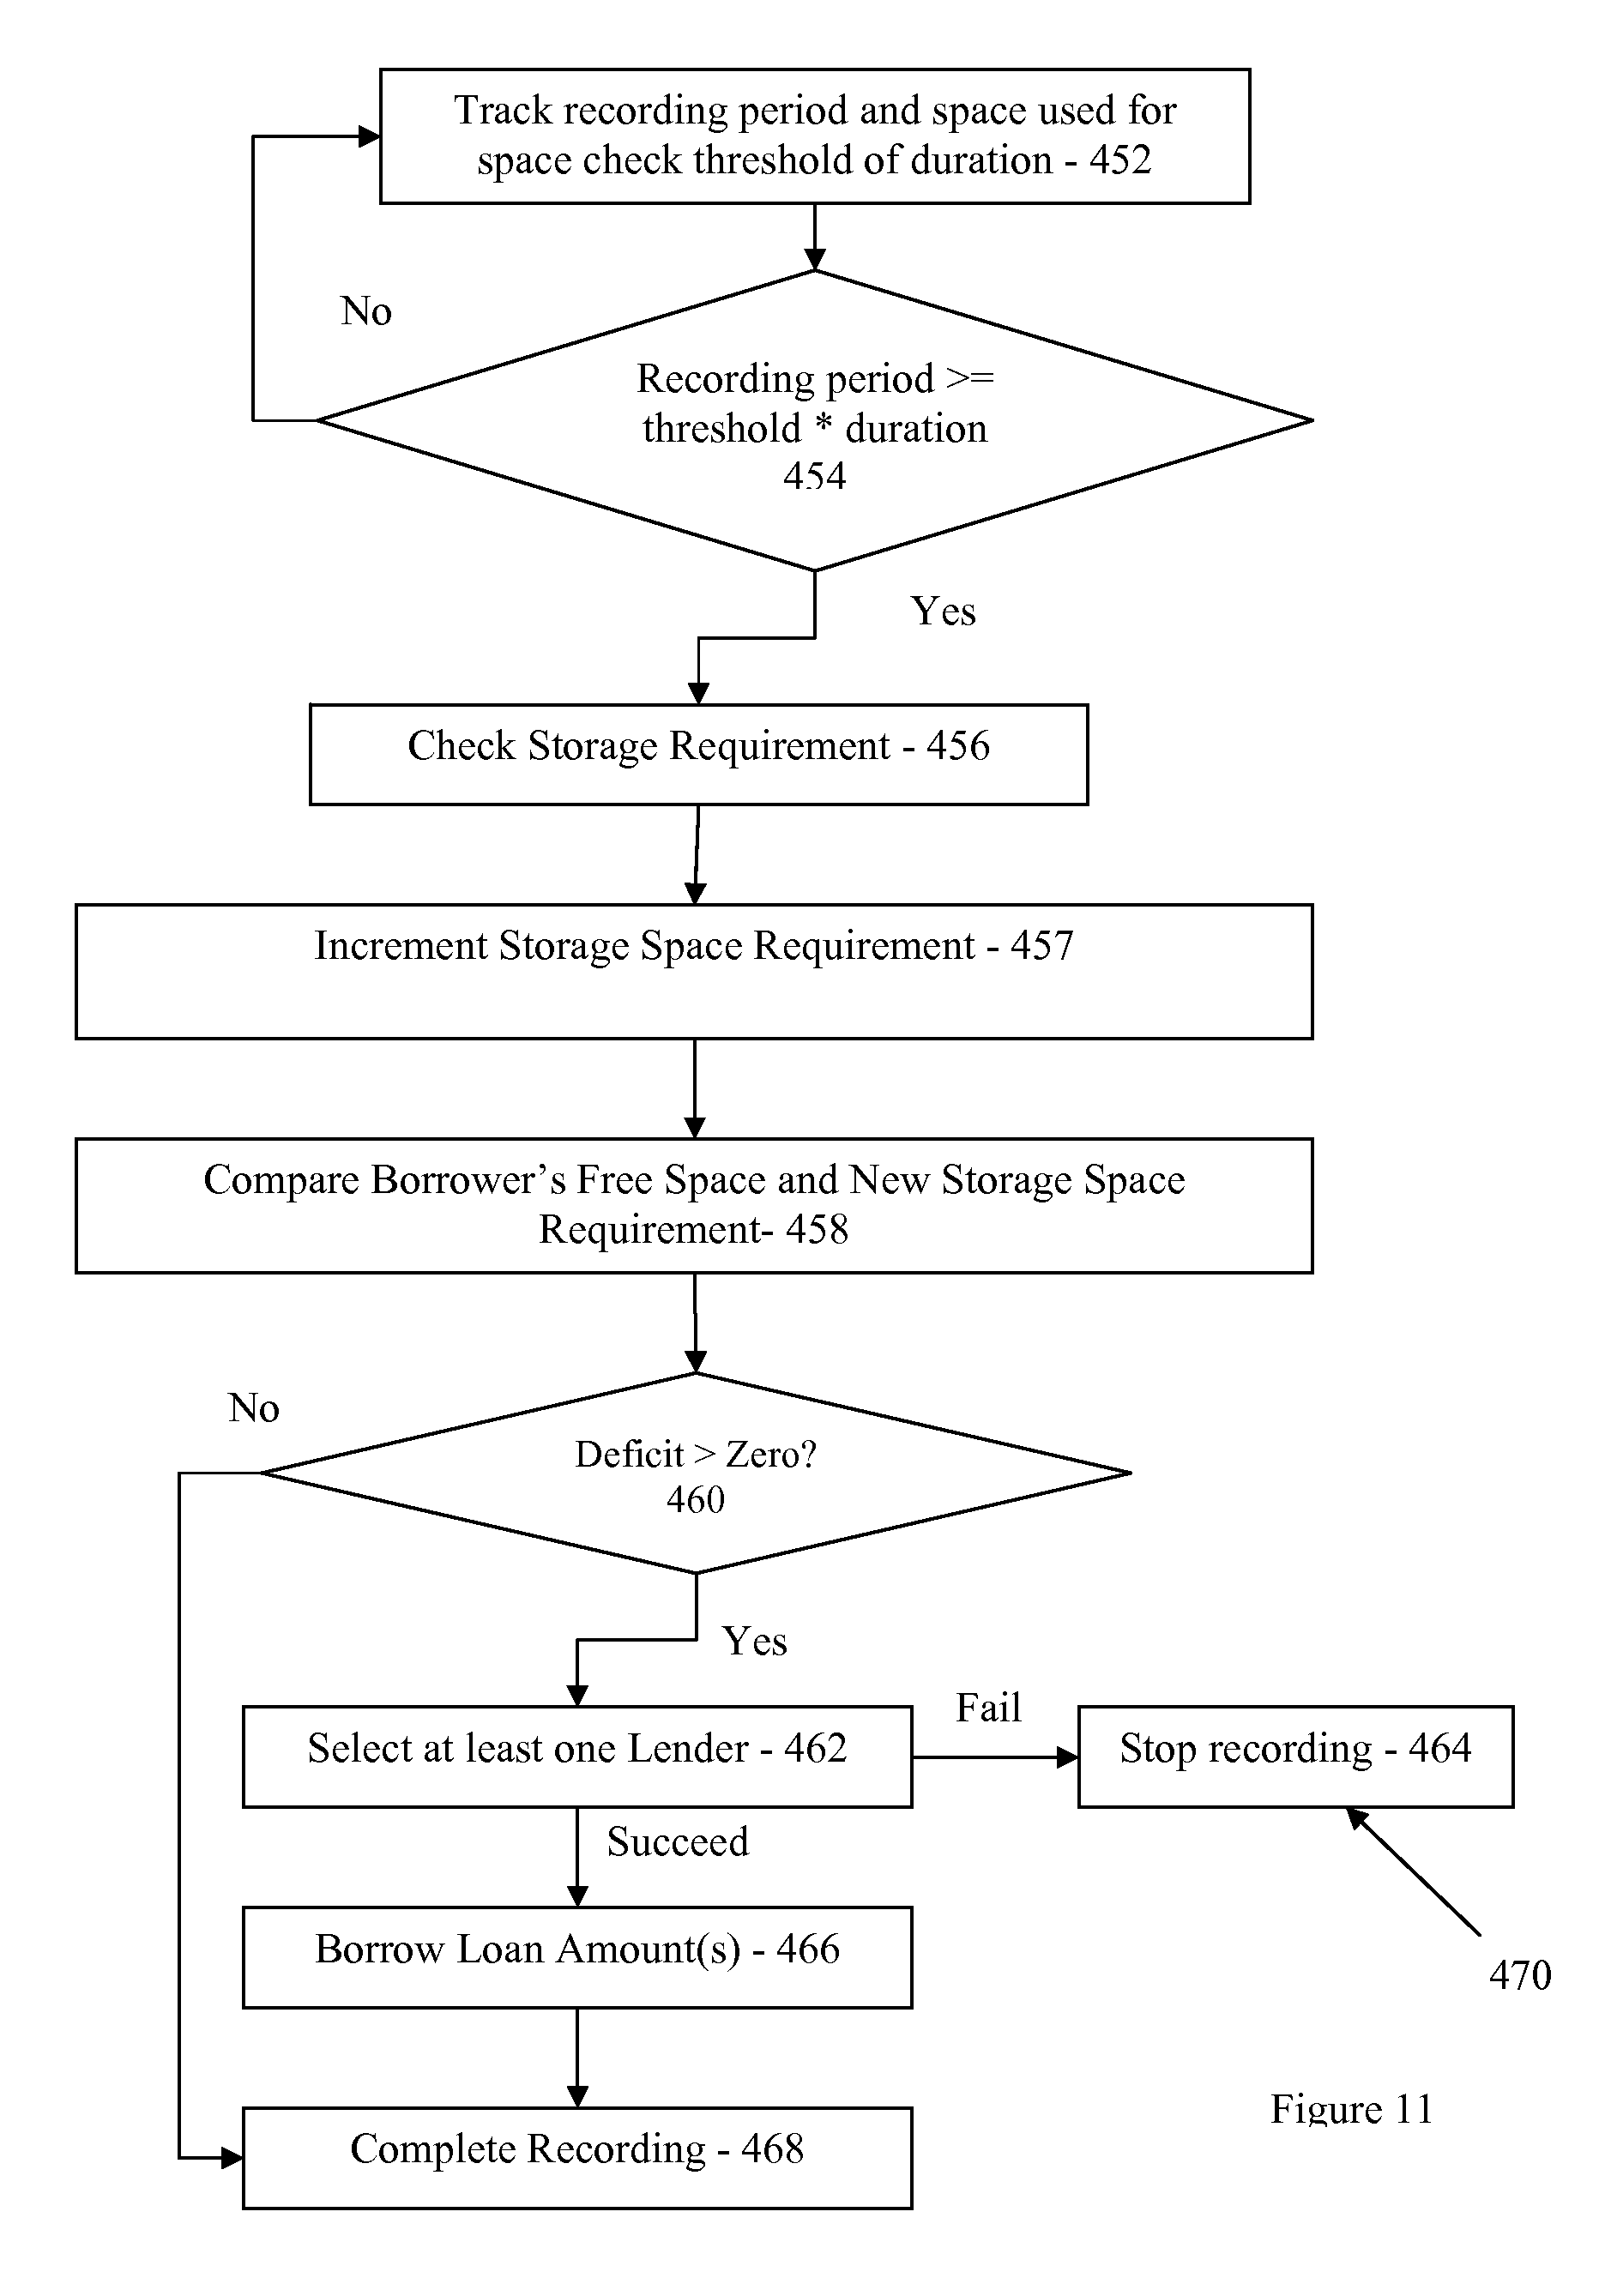 Track recording period and space used for
space check threshold of duration - 452
No
Recording period >=
threshold * duration
454
Yes
Check Storage Requirement - 456
Increment Storage Space Requirement - 457
Compare Borrower’s Free Space and New Storage Space
Requirement- 458
No
Deficit > Zero?
460
Yes
Select at least one Lender - 462
Fail
Stop recording - 464
Succeed
Borrow Loan Amount(s) - 466
470
Complete Recording - 468
Figure 11